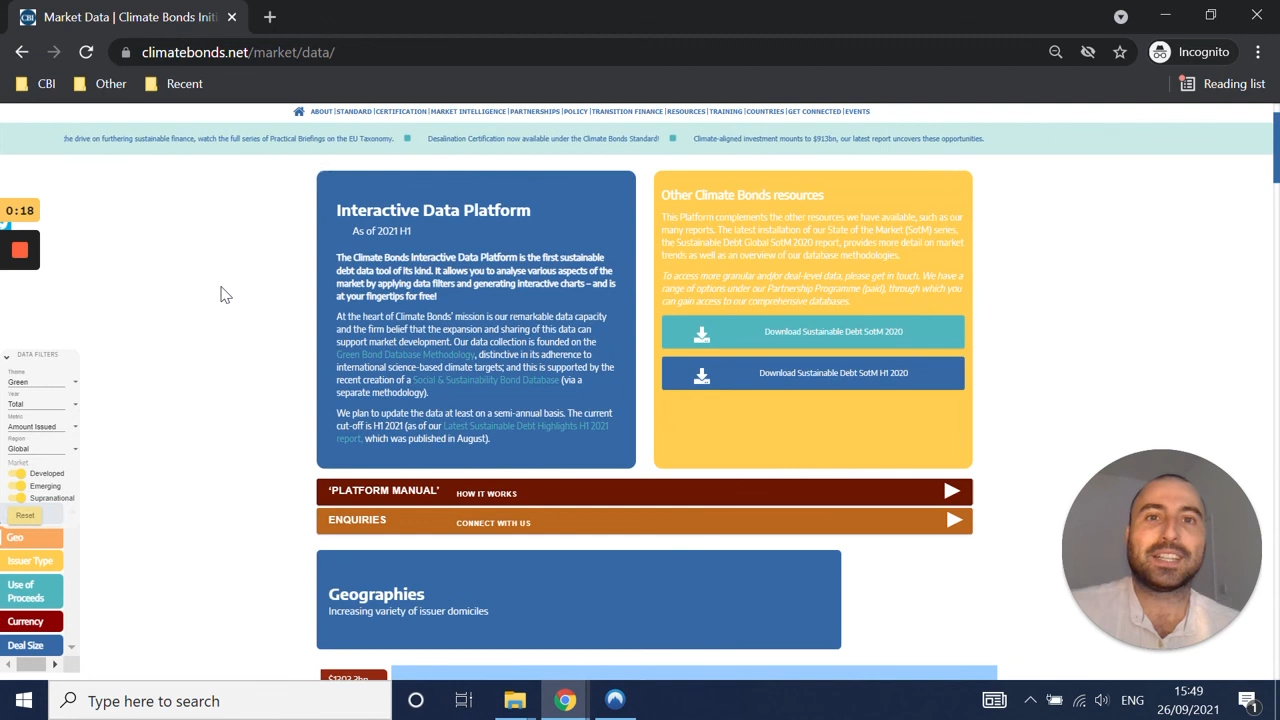 CBI
Market Data | Climate Bonds Ini
climatebonds.net/market/data/
Incognito
CBI
Other
Recent
Reading list
ABOUT | STANDARD | CERTIFICATION | MARKET INTELLIGENCE | PARTNERSHIPS | POLICY | TRANSITION FINANCE | RESOURCES | TRAINING | COUNTRIES | GET CONNECTED | EVENTS
the drive on furthering sustainable finance, watch the full series of Practical Briefings on the EU Taxonomy.
Desalination Certification now available under the Climate Bonds Standard!
Climate-aligned investment mounts to $913bn, our latest report uncovers these opportunities.
0:18
Interactive Data Platform
As of 2021 H1
The Climate Bonds Interactive Data Platform is the first sustainable
debt data tool of its kind. It allows you to analyse various aspects of the
market by applying data filters and generating interactive charts – and is
at your fingertips for free!
At the heart of Climate Bonds' mission is our remarkable data capacity
and the firm belief that the expansion and sharing of this data can
support market development. Our data collection is founded on the
Green Bond Database Methodology, distinctive in its adherence to
international science-based climate targets; and this is supported by the
recent creation of a Social & Sustainability Bond Database (via a
separate methodology).
We plan to update the data at least on a semi-annual basis. The current
cut-off is H1 2021 (as of our Latest Sustainable Debt Highlights H1 2021
report, which was published in August).
Other Climate Bonds resources
This Platform complements the other resources we have available, such as our
many reports. The latest installation of our State of the Market (SotM) series,
the Sustainable Debt Global SotM 2020 report, provides more detail on market
trends as well as an overview of our database methodologies.
To access more granular and/or deal-level data, please get in touch. We have a
range of options under our Partnership Programme (paid), through which you
can gain access to our comprehensive databases.
Download Sustainable Debt SotM 2020
Download Sustainable Debt SotM H1 2020
DATA FILTERS
Theme
Green
Year
Total
Metric
Amount Issued
Region
Global
Market
Developed
Emerging
Supranational
Reset
Geo
Issuer Type
Use of
Proceeds
Currency
Deal Size
'PLATFORM MANUAL' HOW IT WORKS
ENQUIRIES CONNECT WITH US
Geographies
Increasing variety of issuer domiciles
$1302.3bn
Type here to search
ENG
15:49
26/09/2021
1